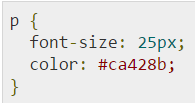 p {
  font-size: 25px;
  color: #ca428b;
}